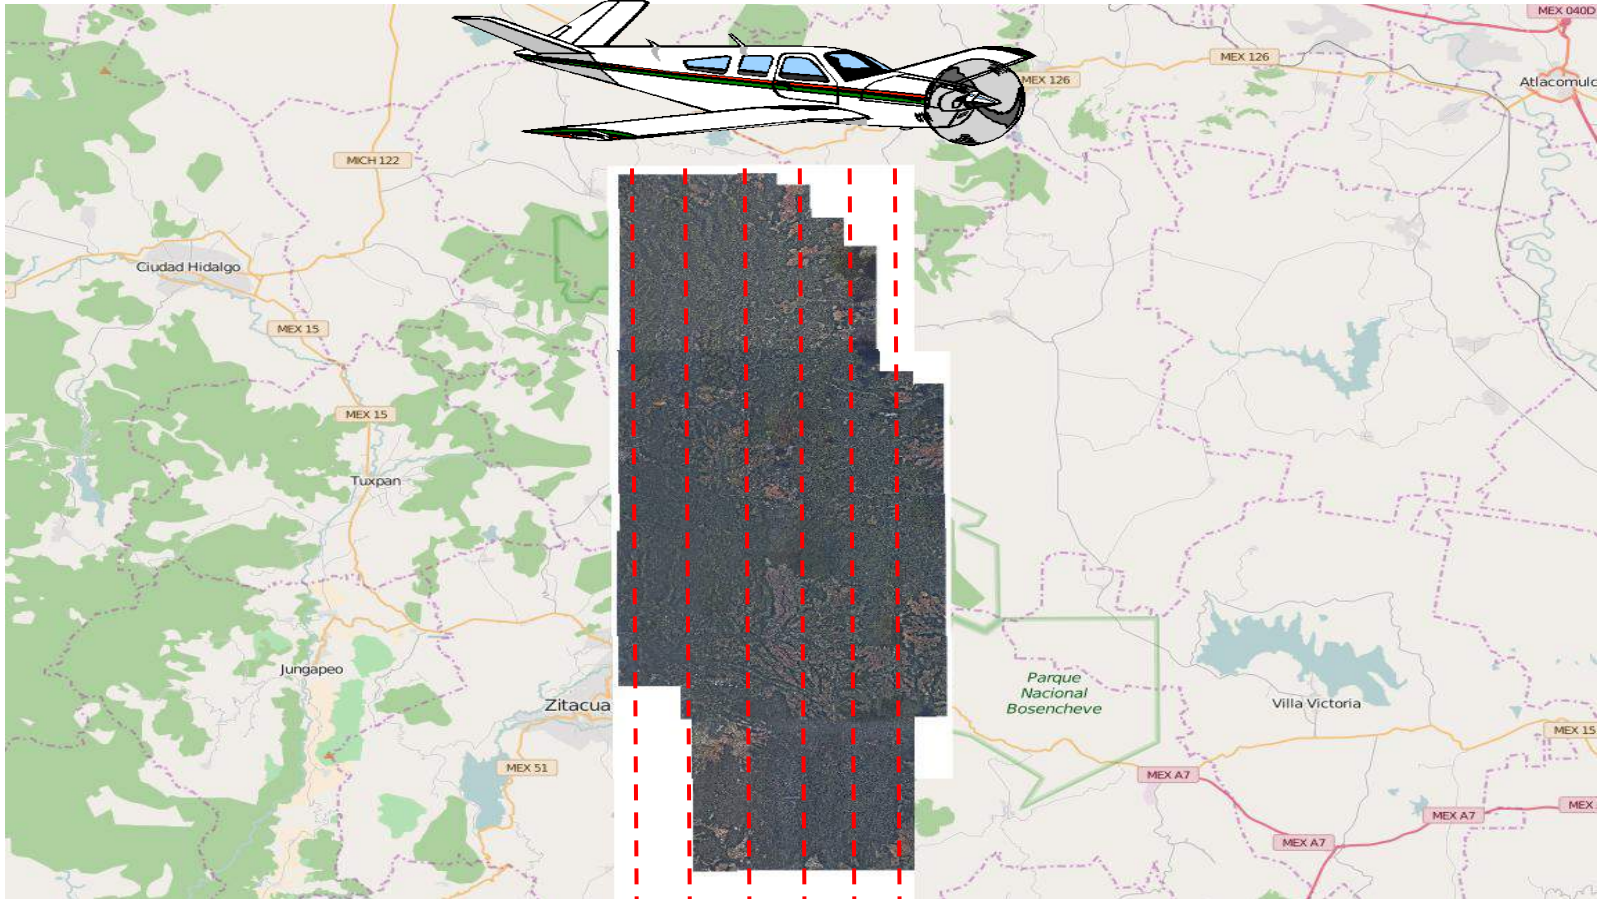 MEX 040D
MEX 126
MEX 126
Atlacomulc
MICH 122
Ciudad Hidalgo
MEX 15
MEX 15
Tuxpan
Jungapeo
Parque
Nacional
Bosencheve
Zitacua
Villa Victoria
MEX 15
MEX 51
MEX A7
MEX
MEX A7
MEX A7